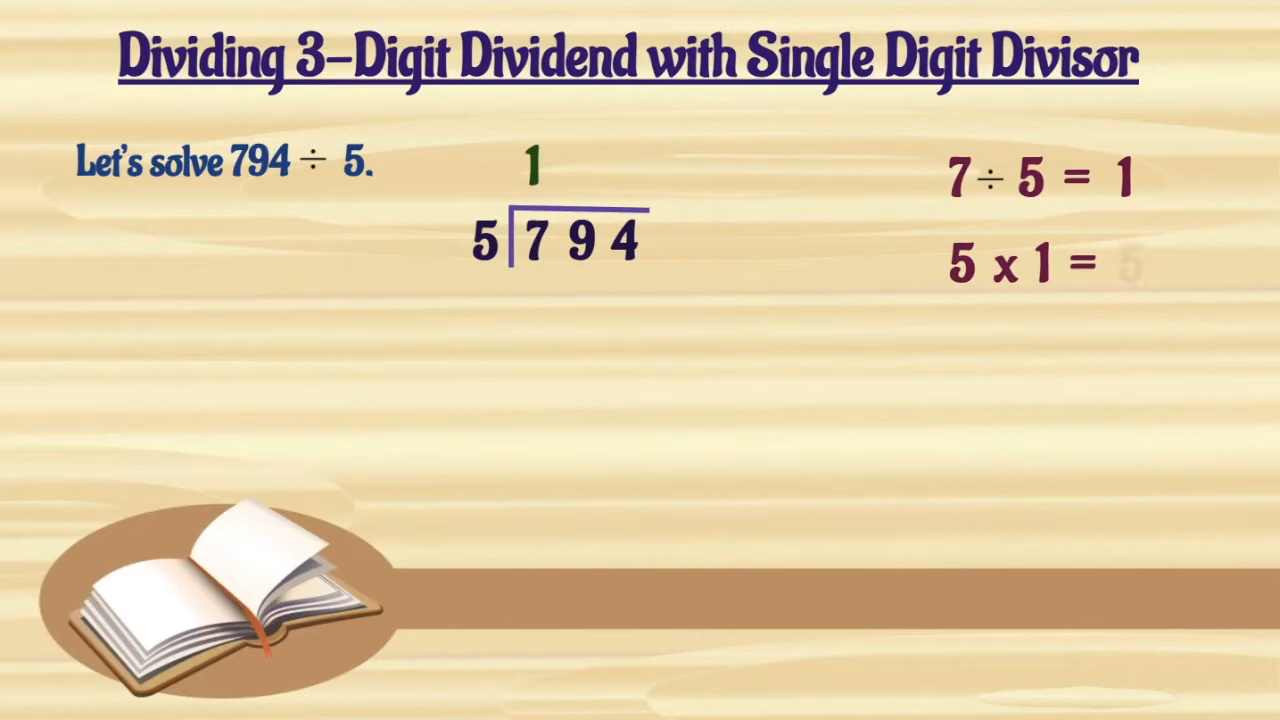 Dividing 3-Digit Dividend with Single Digit Divisor
Let's solve 794 ÷ 5.
1
5 7 9 4
7 ÷ 5 = 1
5 x 1 = 5